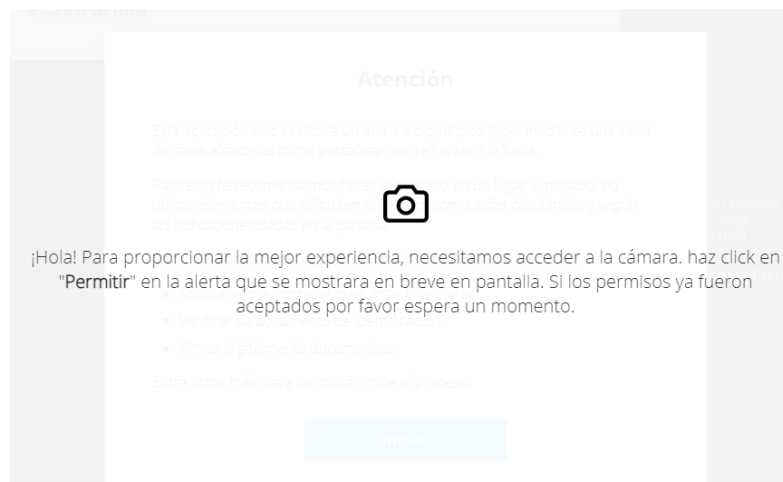 Atención
Esta aplicación web realizará un análisis biométrico facial mediante una serie
de retos aleatorios como pestañear, sonreír o abrir la boca.
Para esto te recomendamos hacer el proceso en un lugar iluminado, no
utilizar elementos que dificulten el como gafas o bufandas y seguir
las indicaciones dadas en la pantalla.
¡Hola! Para proporcionar la mejor experiencia, necesitamos acceder a la cámara. haz click en
"Permitir" en la alerta que se mostrara en breve en pantalla. Si los permisos ya fueron
aceptados por favor espera un momento.
Verificar su documento de identificación
Firmar digitalmente documentos
Entre otros más, para continuar inicie el proceso.
Iniciar